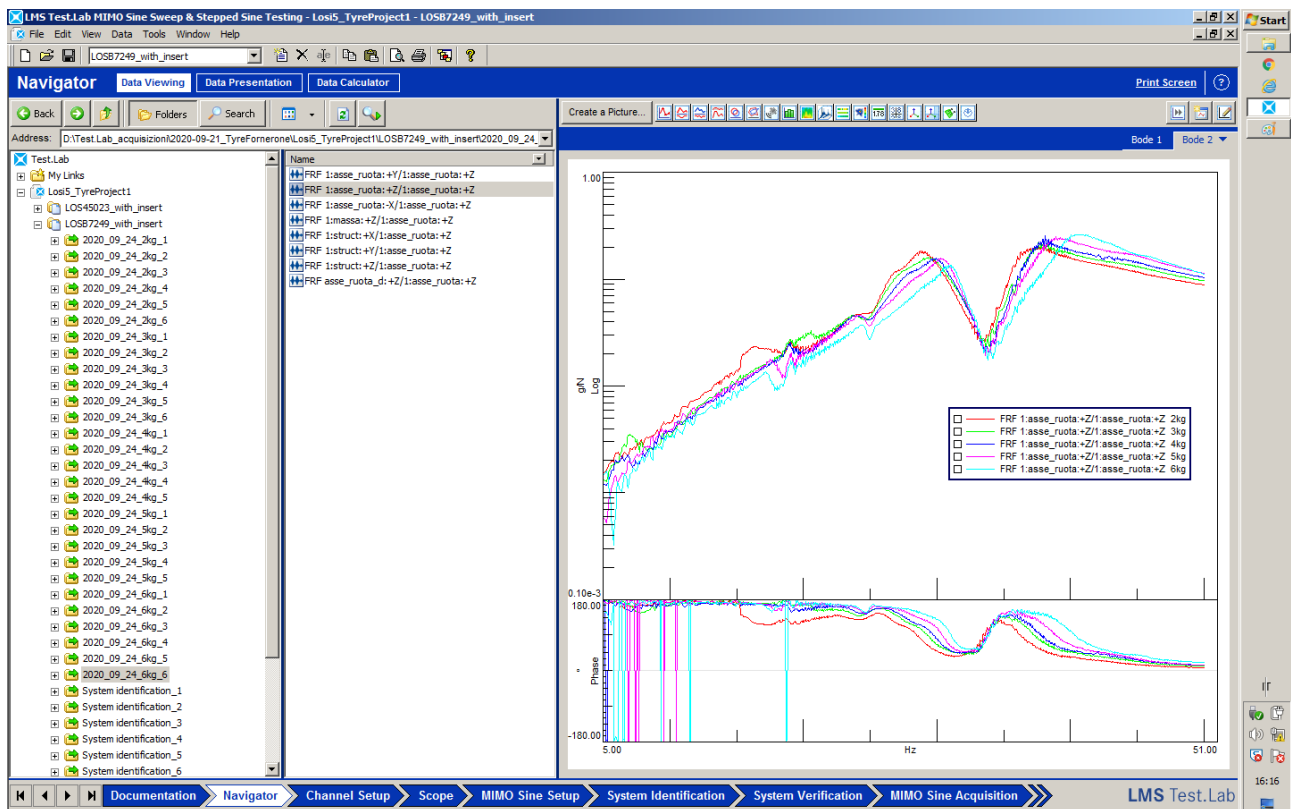 LMS Test.Lab MIMO Sine Sweep & Stepped Sine Testing - Losi5_TyreProject1 - LOSB7249_with_insert
Start
File Edit View Data Tools Window Help
LOSB7249_with_insert
Navigator Data Viewing Data Presentation Data Calculator Print Screen
Back Folders Search Create a Picture...
Address: D:\Test.Lab_acquisizioni\2020-09-21_TyreFornerone\Losi5_TyreProject1\LOSB7249_with_insert\2020_09_24_
Bode 1 Bode 2
Test.Lab
My Links
Losi5_TyreProject1
LOS45023_with_insert
LOSB7249_with_insert
2020_09_24_2kg_1
2020_09_24_2kg_2
2020_09_24_2kg_3
2020_09_24_2kg_4
2020_09_24_2kg_5
2020_09_24_2kg_6
2020_09_24_3kg_1
2020_09_24_3kg_2
2020_09_24_3kg_3
2020_09_24_3kg_4
2020_09_24_3kg_5
2020_09_24_3kg_6
2020_09_24_4kg_1
2020_09_24_4kg_2
2020_09_24_4kg_3
2020_09_24_4kg_4
2020_09_24_4kg_5
2020_09_24_5kg_1
2020_09_24_5kg_2
2020_09_24_5kg_3
2020_09_24_5kg_4
2020_09_24_5kg_5
2020_09_24_6kg_1
2020_09_24_6kg_2
2020_09_24_6kg_3
2020_09_24_6kg_4
2020_09_24_6kg_5
2020_09_24_6kg_6
System identification_1
System identification_2
System identification_3
System identification_4
System identification_5
System identification_6
Name
FRF 1:asse_ruota:+Y/1:asse_ruota:+Z
FRF 1:asse_ruota:+Z/1:asse_ruota:+Z
FRF 1:asse_ruota:-X/1:asse_ruota:+Z
FRF 1:massa:+Z/1:asse_ruota:+Z
FRF 1:struct:+X/1:asse_ruota:+Z
FRF 1:struct:+Y/1:asse_ruota:+Z
FRF 1:struct:+Z/1:asse_ruota:+Z
FRF asse_ruota_d:+Z/1:asse_ruota:+Z
1.00
g/N
Log
0.10e-3
FRF 1:asse_ruota:+Z/1:asse_ruota:+Z 2kg
FRF 1:asse_ruota:+Z/1:asse_ruota:+Z 3kg
FRF 1:asse_ruota:+Z/1:asse_ruota:+Z 4kg
FRF 1:asse_ruota:+Z/1:asse_ruota:+Z 5kg
FRF 1:asse_ruota:+Z/1:asse_ruota:+Z 6kg
180.00
°
Phase
-180.00
5.00 Hz 51.00
16:16
Documentation Navigator Channel Setup Scope MIMO Sine Setup System Identification System Verification MIMO Sine Acquisition LMS Test.Lab